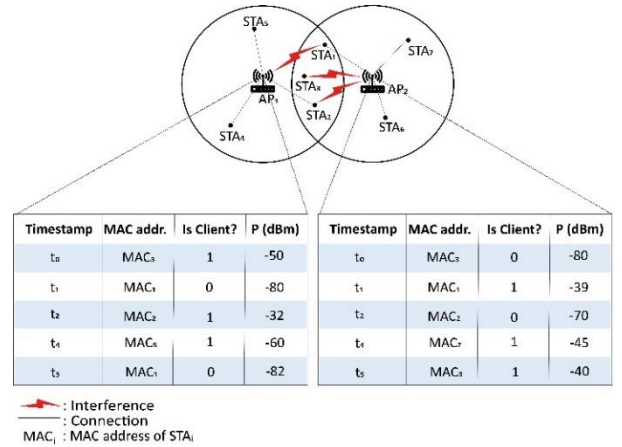 STA₅
STA₁
STA₇
STA₃
AP₁
AP₂
STA₂
STA₄
STA₆
Timestamp MAC addr. Is Client? P (dBm)
t₀ MAC₃ 1 -50
t₁ MAC₁ 0 -80
t₂ MAC₂ 1 -32
t₄ MAC₅ 1 -60
t₅ MAC₁ 0 -82
Timestamp MAC addr. Is Client? P (dBm)
t₀ MAC₃ 0 -80
t₁ MAC₁ 1 -39
t₂ MAC₂ 0 -70
t₄ MAC₇ 1 -45
t₅ MAC₃ 1 -40
: Interference
: Connection
MACᵢ : MAC address of STAᵢ